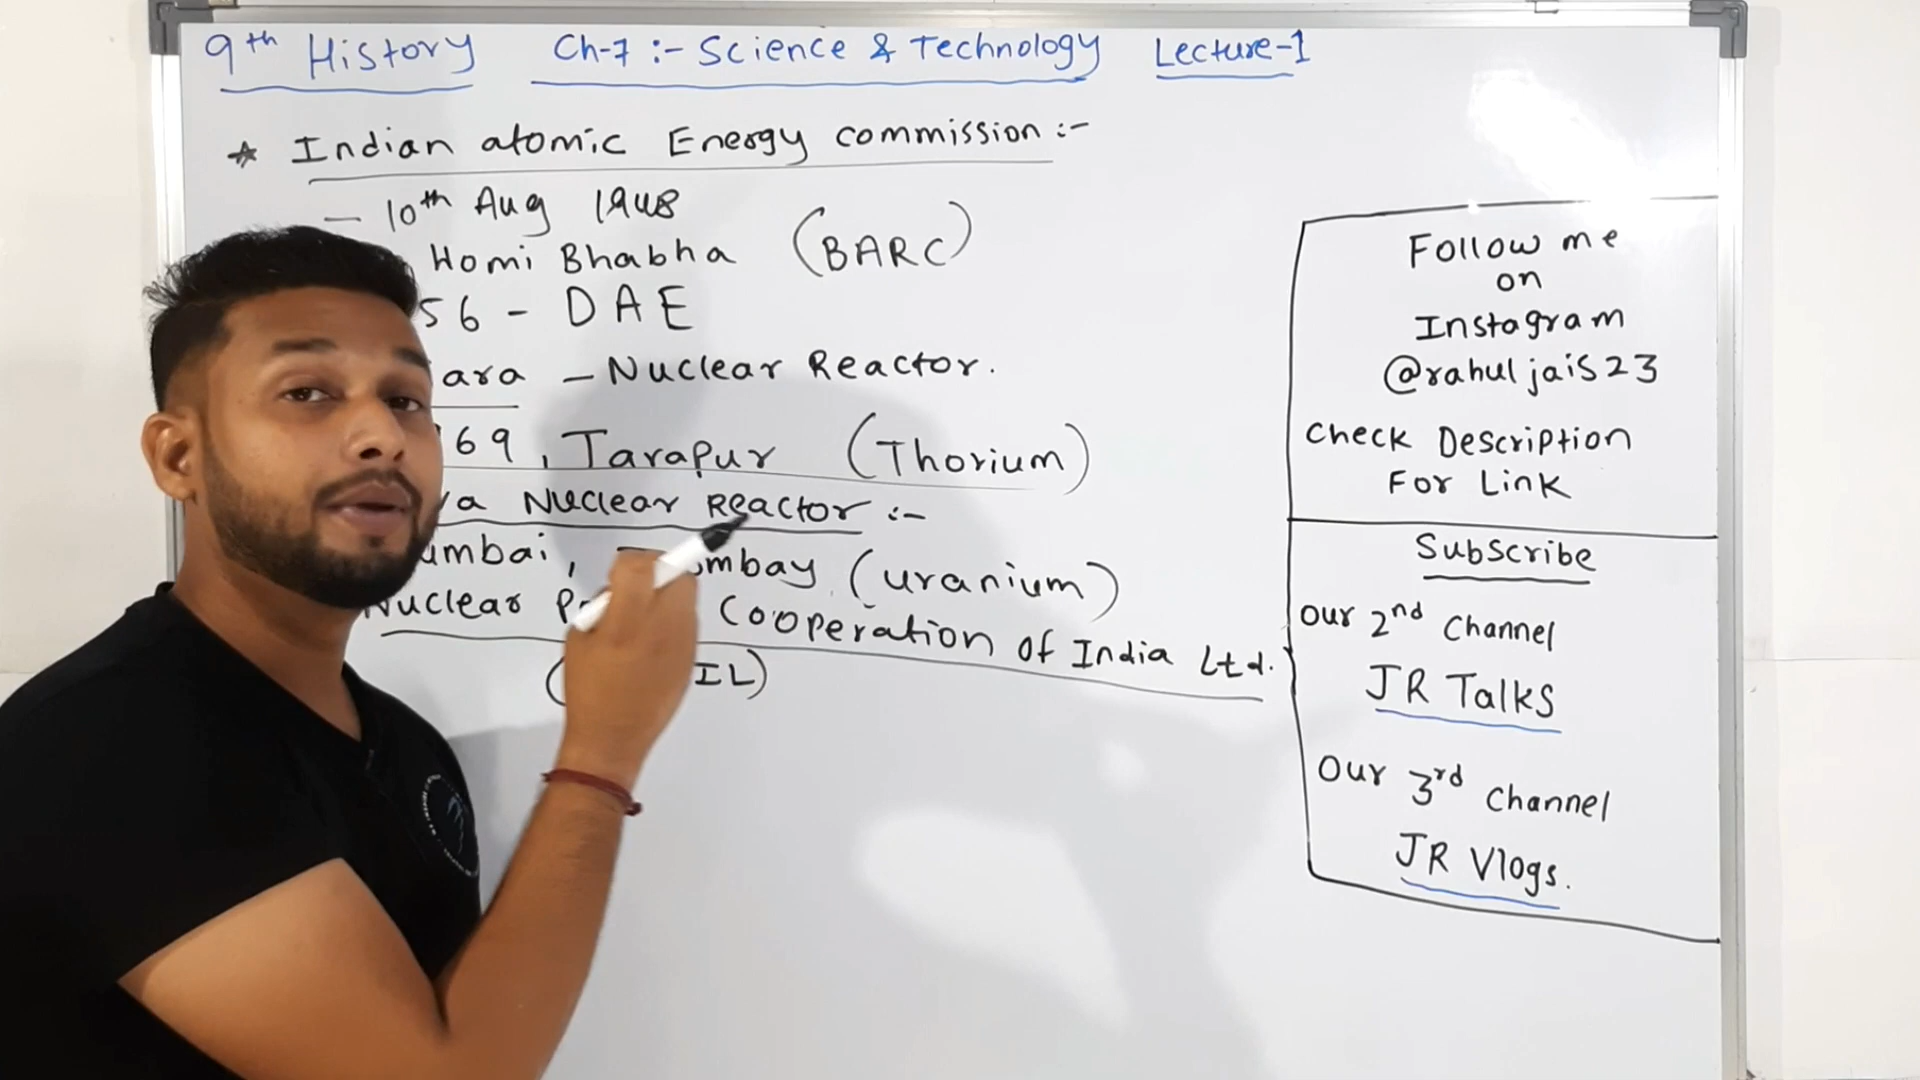 9th History Ch-7 :- Science & Technology Lecture-1
* Indian atomic Energy commission :-
- 10th Aug 1948
Homi Bhabha (BARC)
56 - DAE
ara - Nuclear Reactor.
69, Tarapur (Thorium)
va Nuclear Reactor :-
umbai, mbay (uranium)
Nuclear Cooperation of India Ltd.
IL)
Follow me
on
Instagram
@rahuljais23
Check Description
For Link
Subscribe
Our 2nd Channel
JR Talks
Our 3rd Channel
JR Vlogs.